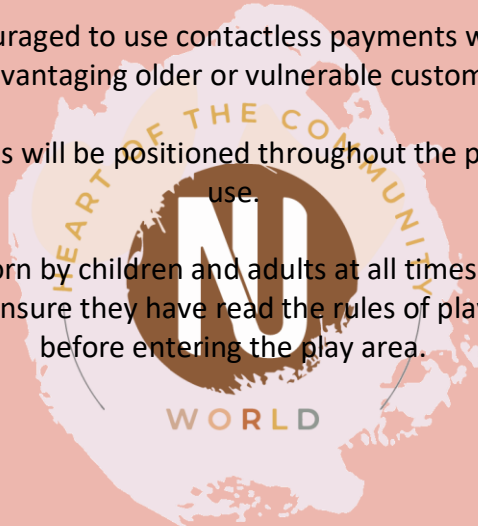 uraged to use contactless payments w
vantaging older or vulnerable custom
HEART OF THE COMMUNITY
s will be positioned throughout the p
use.
NU
orn by children and adults at all times
nsure they have read the rules of play
before entering the play area.
WORLD